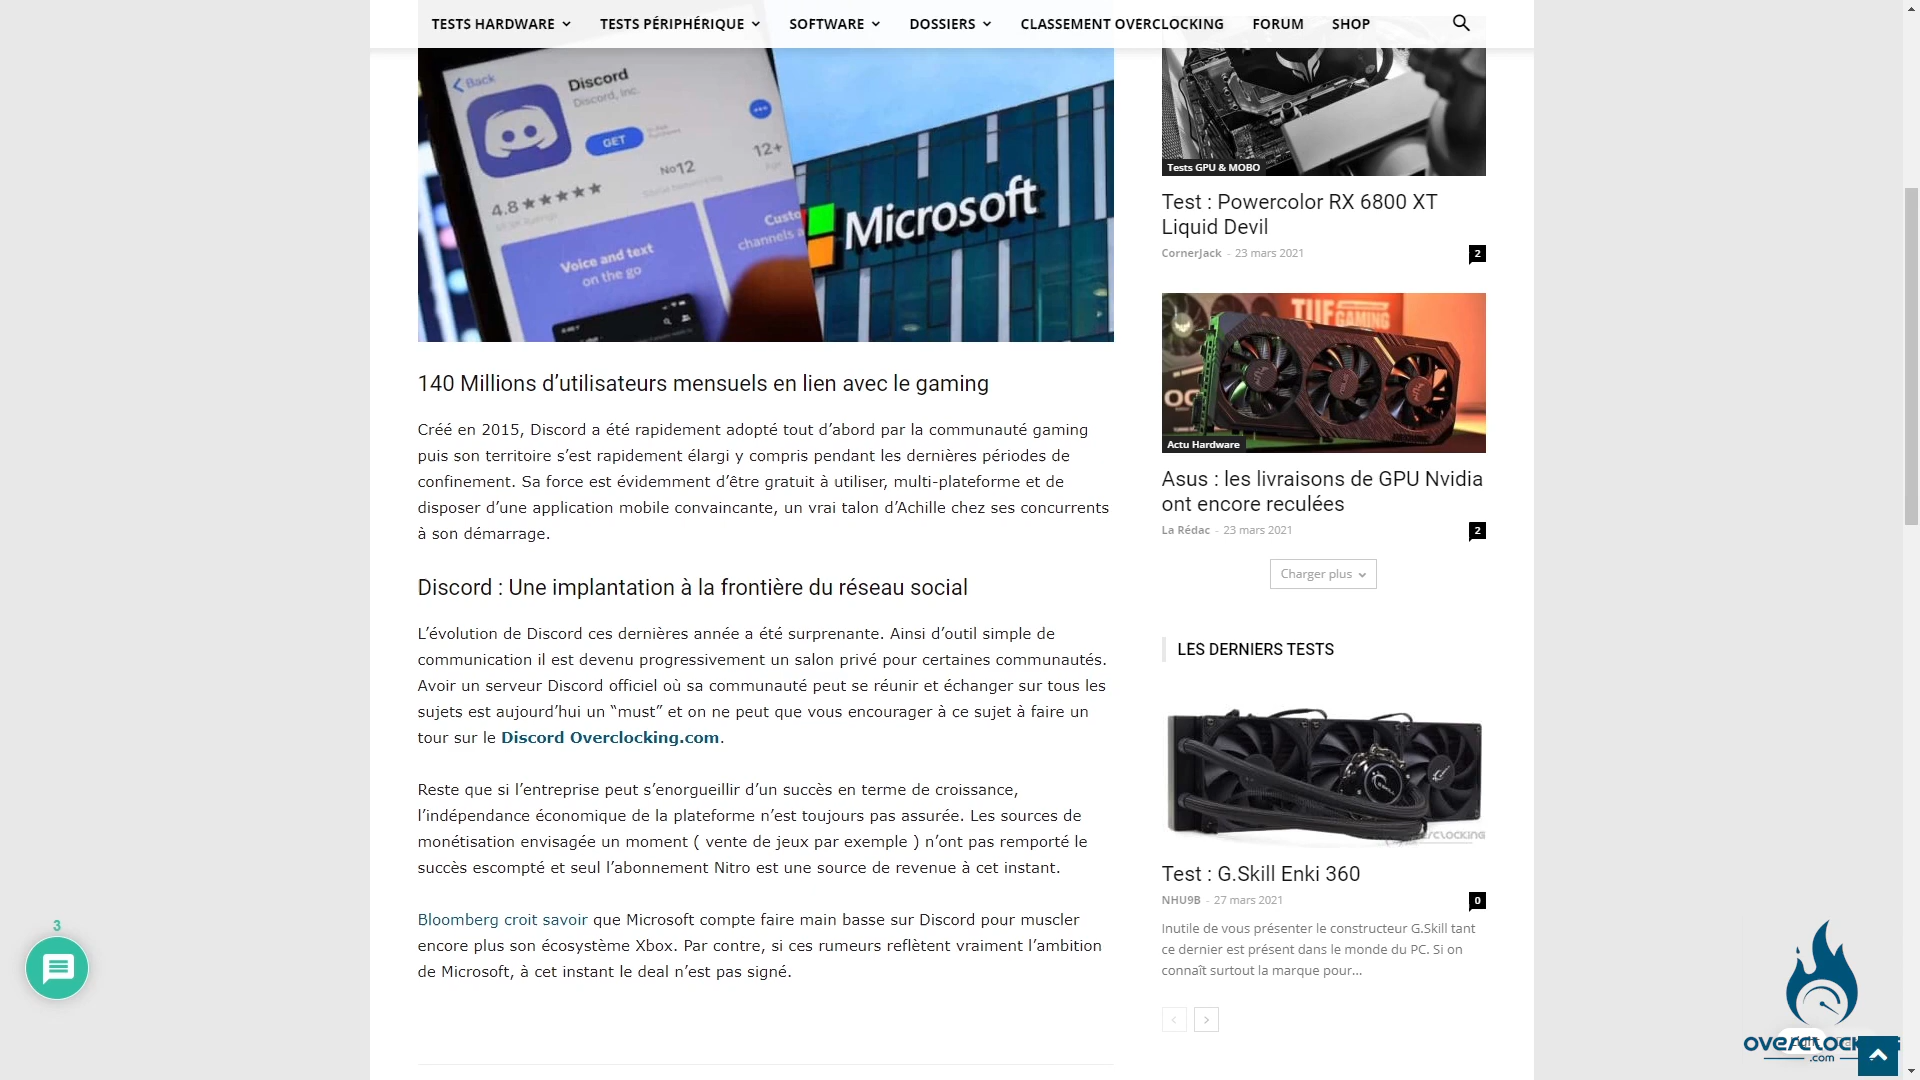 TESTS HARDWARE TESTS PÉRIPHÉRIQUE SOFTWARE DOSSIERS CLASSEMENT OVERCLOCKING FORUM SHOP
Back
Discord
Discord, Inc.
GET
No12
12+
4.8
Voice and text
on the go
Microsoft
140 Millions d’utilisateurs mensuels en lien avec le gaming
Créé en 2015, Discord a été rapidement adopté tout d’abord par la communauté gaming
puis son territoire s’est rapidement élargi y compris pendant les dernières périodes de
confinement. Sa force est évidemment d’être gratuit à utiliser, multi-plateforme et de
disposer d’une application mobile convaincante, un vrai talon d’Achille chez ses concurrents
à son démarrage.
Discord : Une implantation à la frontière du réseau social
L’évolution de Discord ces dernières année a été surprenante. Ainsi d’outil simple de
communication il est devenu progressivement un salon privé pour certaines communautés.
Avoir un serveur Discord officiel où sa communauté peut se réunir et échanger sur tous les
sujets est aujourd’hui un “must” et on ne peut que vous encourager à ce sujet à faire un
tour sur le Discord Overclocking.com.
Reste que si l’entreprise peut s’enorgueillir d’un succès en terme de croissance,
l’indépendance économique de la plateforme n’est toujours pas assurée. Les sources de
monétisation envisagée un moment ( vente de jeux par exemple ) n’ont pas remporté le
succès escompté et seul l’abonnement Nitro est une source de revenue à cet instant.
Bloomberg croit savoir que Microsoft compte faire main basse sur Discord pour muscler
encore plus son écosystème Xbox. Par contre, si ces rumeurs reflètent vraiment l’ambition
de Microsoft, à cet instant le deal n’est pas signé.
Tests GPU & MOBO
Test : Powercolor RX 6800 XT
Liquid Devil
CornerJack - 23 mars 2021
2
TUF
GAMING
Actu Hardware
Asus : les livraisons de GPU Nvidia
ont encore reculées
La Rédac - 23 mars 2021
2
Charger plus
LES DERNIERS TESTS
Test : G.Skill Enki 360
NHU9B - 27 mars 2021
0
Inutile de vous présenter le constructeur G.Skill tant
ce dernier est présent dans le monde du PC. Si on
connaît surtout la marque pour...
3
.com